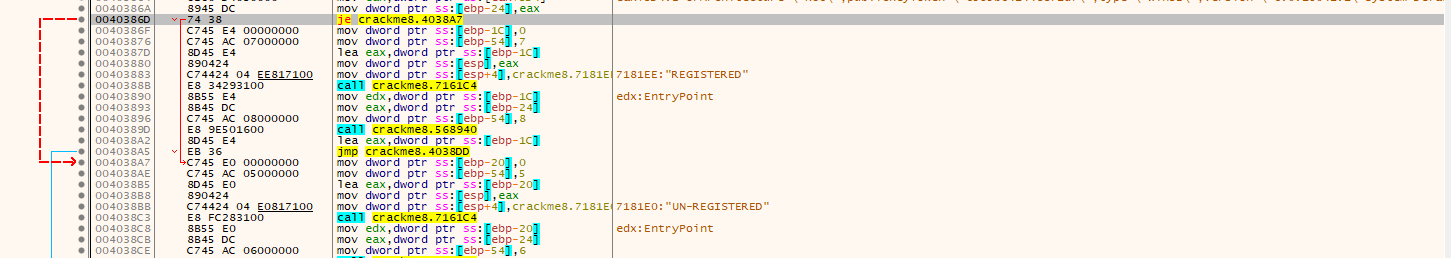 0040386A 8945 DC mov dword ptr ss:[ebp-24],eax
0040386D 74 38 je crackme8.4038A7
0040386F C745 E4 00000000 mov dword ptr ss:[ebp-1C],0
00403876 C745 AC 07000000 mov dword ptr ss:[ebp-54],7
0040387D 8D45 E4 lea eax,dword ptr ss:[ebp-1C]
00403880 890424 mov dword ptr ss:[esp],eax
00403883 C74424 04 EE817100 mov dword ptr ss:[esp+4],crackme8.7181EE 7181EE:"REGISTERED"
0040388B E8 34293100 call crackme8.7161C4
00403890 8B55 E4 mov edx,dword ptr ss:[ebp-1C] edx:EntryPoint
00403893 8B45 DC mov eax,dword ptr ss:[ebp-24]
00403896 C745 AC 08000000 mov dword ptr ss:[ebp-54],8
0040389D E8 9E501600 call crackme8.568940
004038A2 8D45 E4 lea eax,dword ptr ss:[ebp-1C]
004038A5 EB 36 jmp crackme8.4038DD
004038A7 C745 E0 00000000 mov dword ptr ss:[ebp-20],0
004038AE C745 AC 05000000 mov dword ptr ss:[ebp-54],5
004038B5 8D45 E0 lea eax,dword ptr ss:[ebp-20]
004038B8 890424 mov dword ptr ss:[esp],eax
004038BB C74424 04 E0817100 mov dword ptr ss:[esp+4],crackme8.7181E 7181E0:"UN-REGISTERED"
004038C3 E8 FC283100 call crackme8.7161C4
004038C8 8B55 E0 mov edx,dword ptr ss:[ebp-20] edx:EntryPoint
004038CB 8B45 DC mov eax,dword ptr ss:[ebp-24]
004038CE C745 AC 06000000 mov dword ptr ss:[ebp-54],6